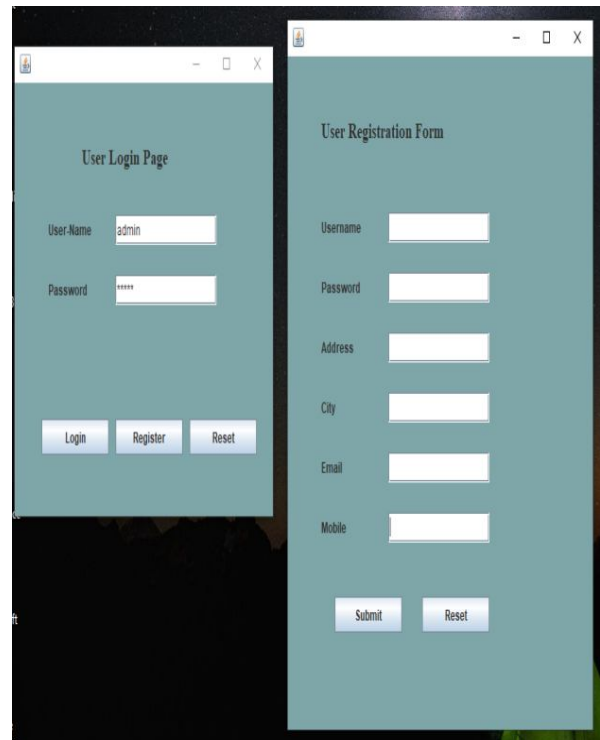 User Login Page
User-Name admin
Password *****
Login Register Reset
User Registration Form
Username
Password
Address
City
Email
Mobile
Submit Reset
ft